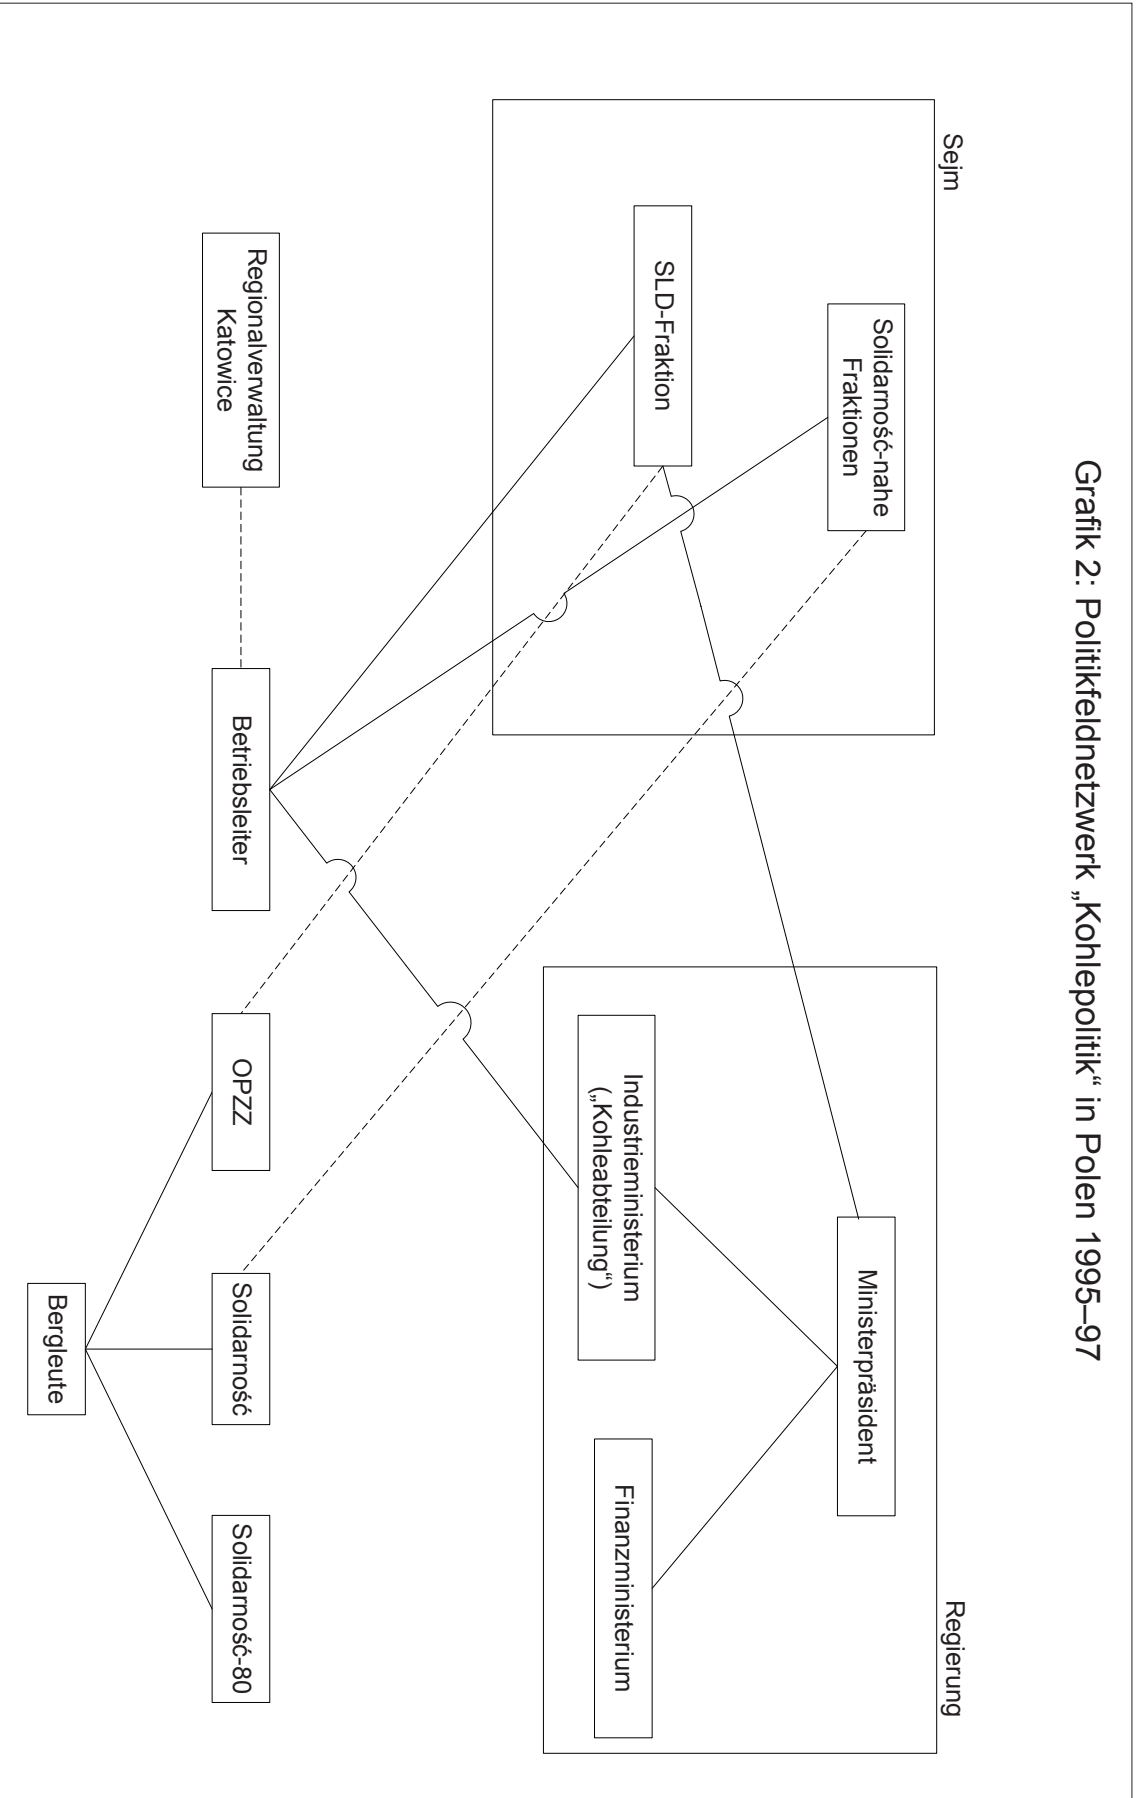 Grafik 2: Politikfeldnetzwerk „Kohlepolitik“ in Polen 1995–97
Sejm
Regierung
Solidarność-nahe
Fraktionen
Ministerpräsident
SLD-Fraktion
Industrieministerium
(„Kohleabteilung“)
Finanzministerium
Regionalverwaltung
Katowice
Betriebsleiter
OPZZ
Solidarność
Solidarność-80
Bergleute